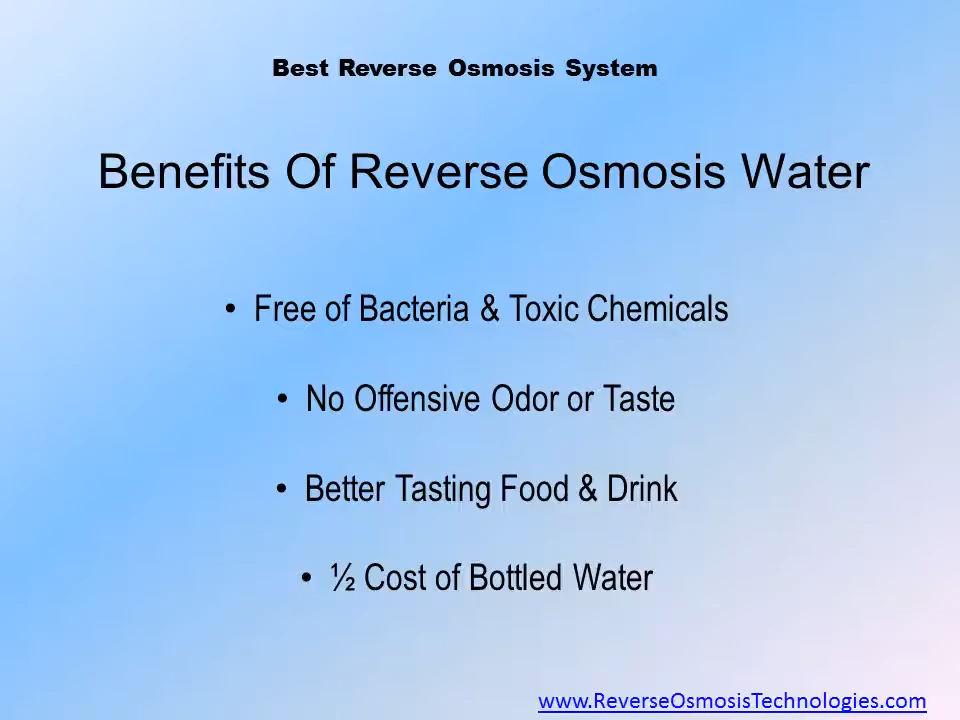 Best Reverse Osmosis System
Benefits Of Reverse Osmosis Water
• Free of Bacteria & Toxic Chemicals
• No Offensive Odor or Taste
• Better Tasting Food & Drink
• ½ Cost of Bottled Water
www.ReverseOsmosisTechnologies.com